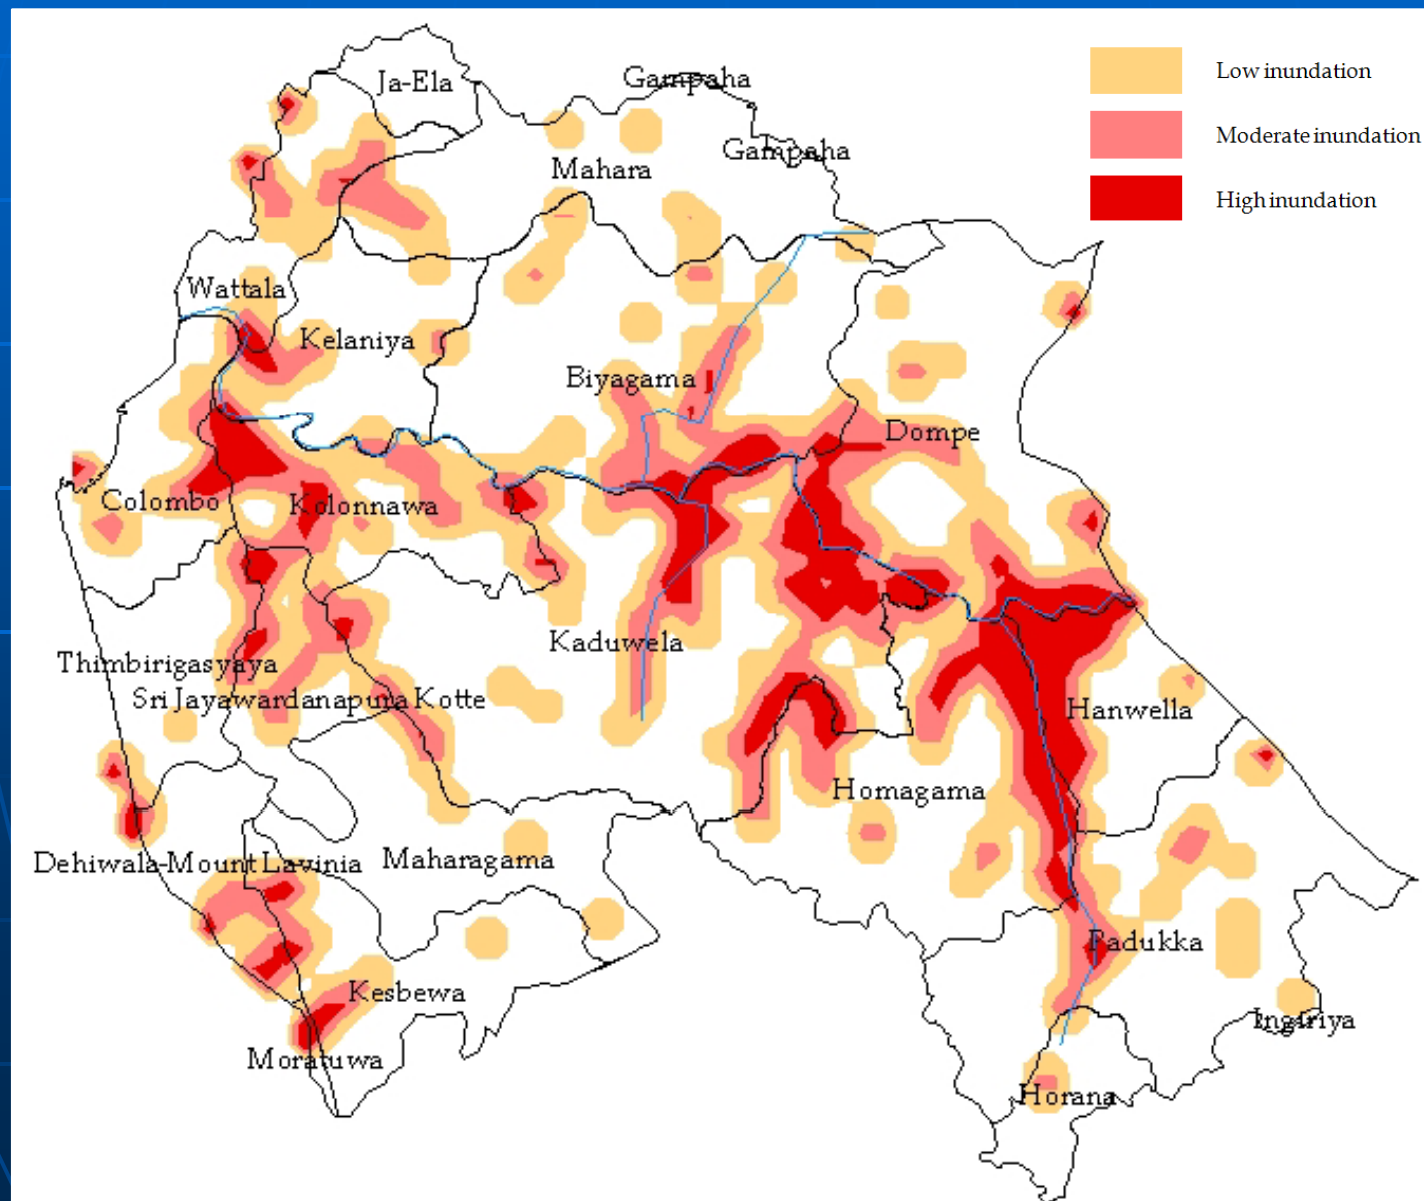 Ja-Ela
Gampaha
Low inundation
Gampaha
Moderate inundation
Mahara
High inundation
Wattala
Kelaniya
Biyagama
Dompe
Colombo
Kolonnawa
Kaduwela
Thimbirigasyaya
Sri Jayawardanapura Kotte
Hanwella
Homagama
Dehiwala-Mount Lavinia
Maharagama
Padukka
Kesbewa
Ingiriya
Moratuwa
Horana